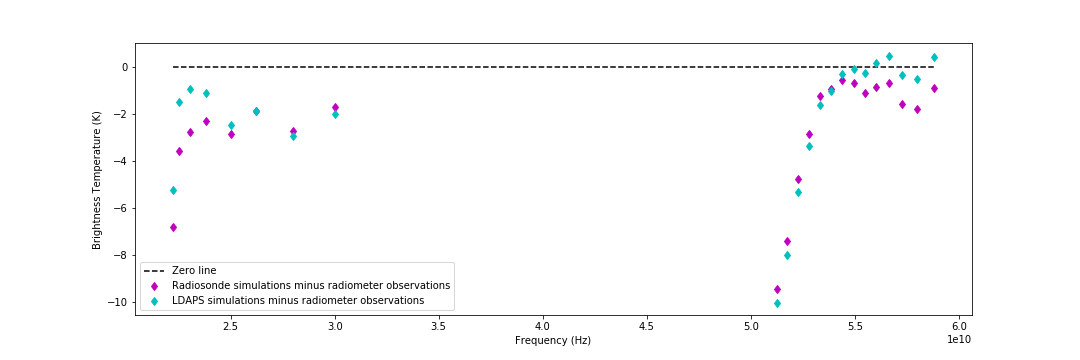 0
−2
−4
−6
−8
−10
Brightness Temperature (K)
Zero line
Radiosonde simulations minus radiometer observations
LDAPS simulations minus radiometer observations
2.5 3.0 3.5 4.0 4.5 5.0 5.5 6.0
1e10
Frequency (Hz)